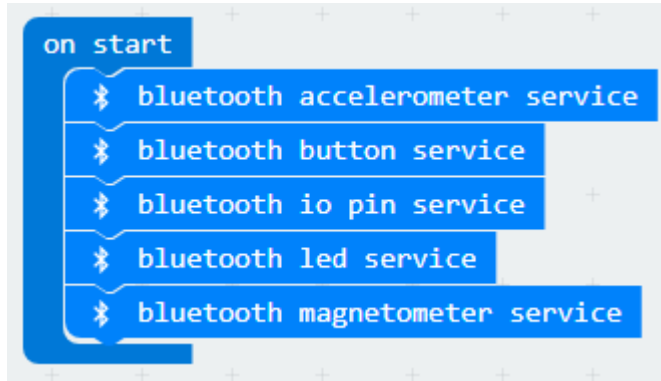 on start
bluetooth accelerometer service
bluetooth button service
bluetooth io pin service
bluetooth led service
bluetooth magnetometer service